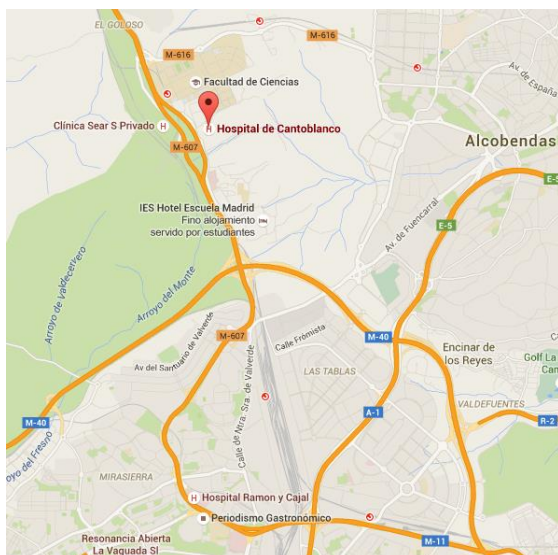 EL GOLOSO
M-616
M-616
Facultad de Ciencias
Av. de España
Clínica Sear S Privado
Hospital de Cantoblanco
M-607
Alcobendas
E-5
IES Hotel Escuela Madrid
Fino alojamiento
servido por estudiantes
Av. de Fuencarral
E-5
Arroyo de Valdecervero
Arroyo del Monte
M-607
Calle Fromista
M-40
Encinar de
los Reyes
Av del Santuario de Valverde
Calle de Ntra. Sra. de Valverde
LAS TABLAS
Golf La
VALDEFUENTES
M-40
A-1
R-2
oyo del Fresno
MIRASIERRA
Hospital Ramon y Cajal
Periodismo Gastronómico
Resonancia Abierta
La Vaguada Sl
M-11